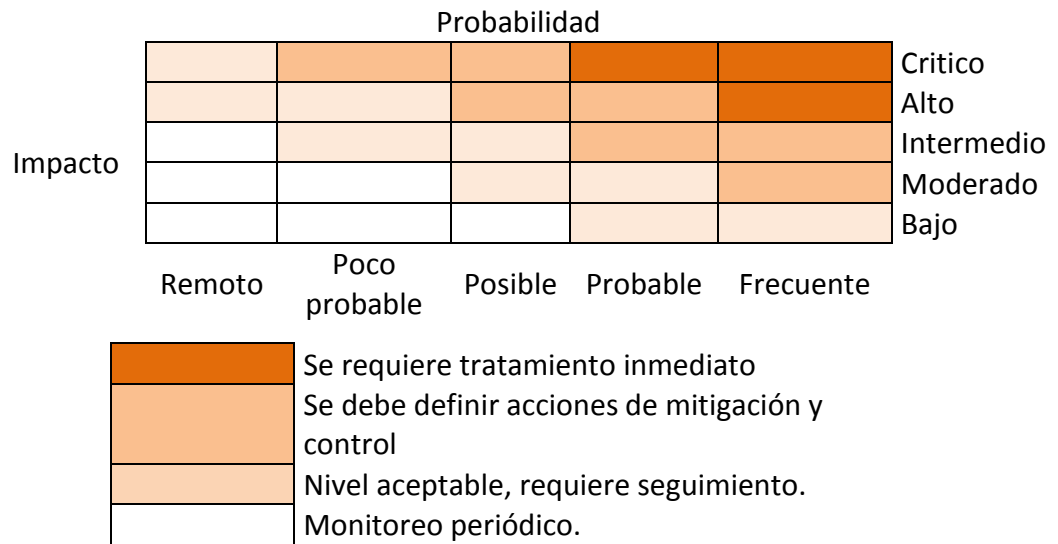 Probabilidad
Critico
Alto
Impacto
Intermedio
Moderado
Bajo
Remoto
Poco
probable
Posible
Probable
Frecuente
Se requiere tratamiento inmediato
Se debe definir acciones de mitigación y
control
Nivel aceptable, requiere seguimiento.
Monitoreo periódico.